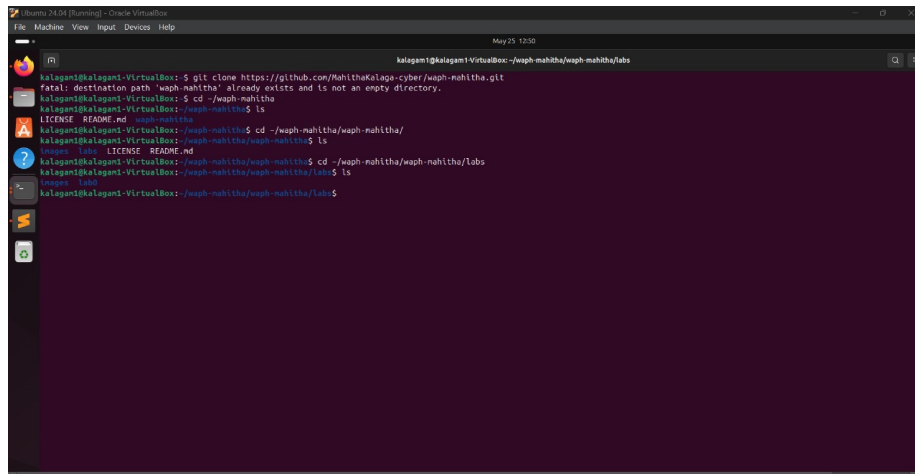 Ubuntu 24.04 [Running] - Oracle VirtualBox
File Machine View Input Devices Help
May 25 12:50
kalagam1@kalagam1-VirtualBox: ~/waph-mahitha/waph-mahitha/labs
kalagam1@kalagam1-VirtualBox:~$ git clone https://github.com/MahithaKalaga-cyber/waph-mahitha.git
fatal: destination path 'waph-mahitha' already exists and is not an empty directory.
kalagam1@kalagam1-VirtualBox:~$ cd ~/waph-mahitha
kalagam1@kalagam1-VirtualBox:~/waph-mahitha$ ls
LICENSE README.md waph-mahitha
kalagam1@kalagam1-VirtualBox:~/waph-mahitha$ cd ~/waph-mahitha/waph-mahitha/
kalagam1@kalagam1-VirtualBox:~/waph-mahitha/waph-mahitha$ ls
images labs LICENSE README.md
kalagam1@kalagam1-VirtualBox:~/waph-mahitha/waph-mahitha$ cd ~/waph-mahitha/waph-mahitha/labs
kalagam1@kalagam1-VirtualBox:~/waph-mahitha/waph-mahitha/labs$ ls
images lab0
kalagam1@kalagam1-VirtualBox:~/waph-mahitha/waph-mahitha/labs$